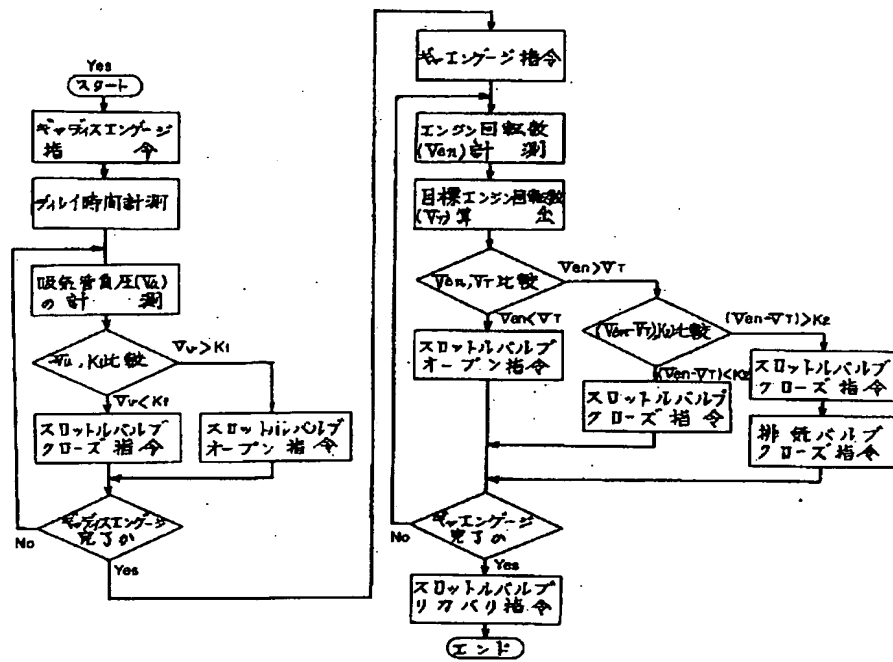 Yes
スタート
ギヤディスエンゲージ
指 令
ディレイ時間計測
吸気管負圧(Vu)
の 計 測
Vu,K1比較
Vu>K1
Vu<K1
スロットルバルブ
クローズ指令
スロットルバルブ
オープン指令
ギヤディスエンゲージ
完了か
No
Yes
ギヤエンゲージ指令
エンジン回転数
(Ven)計 測
目標エンジン回転数
(VT)算 出
Ven,VT比較
Ven>VT
Ven<VT
スロットルバルブ
オープン指令
(Ven-VT),K2比較
(Ven-VT)>K2
(Ven-VT)<K2
スロットルバルブ
クローズ指令
スロットルバルブ
クローズ指令
排気バルブ
クローズ指令
ギヤエンゲージ
完了か
No
Yes
スロットルバルブ
リカバリ指令
エンド